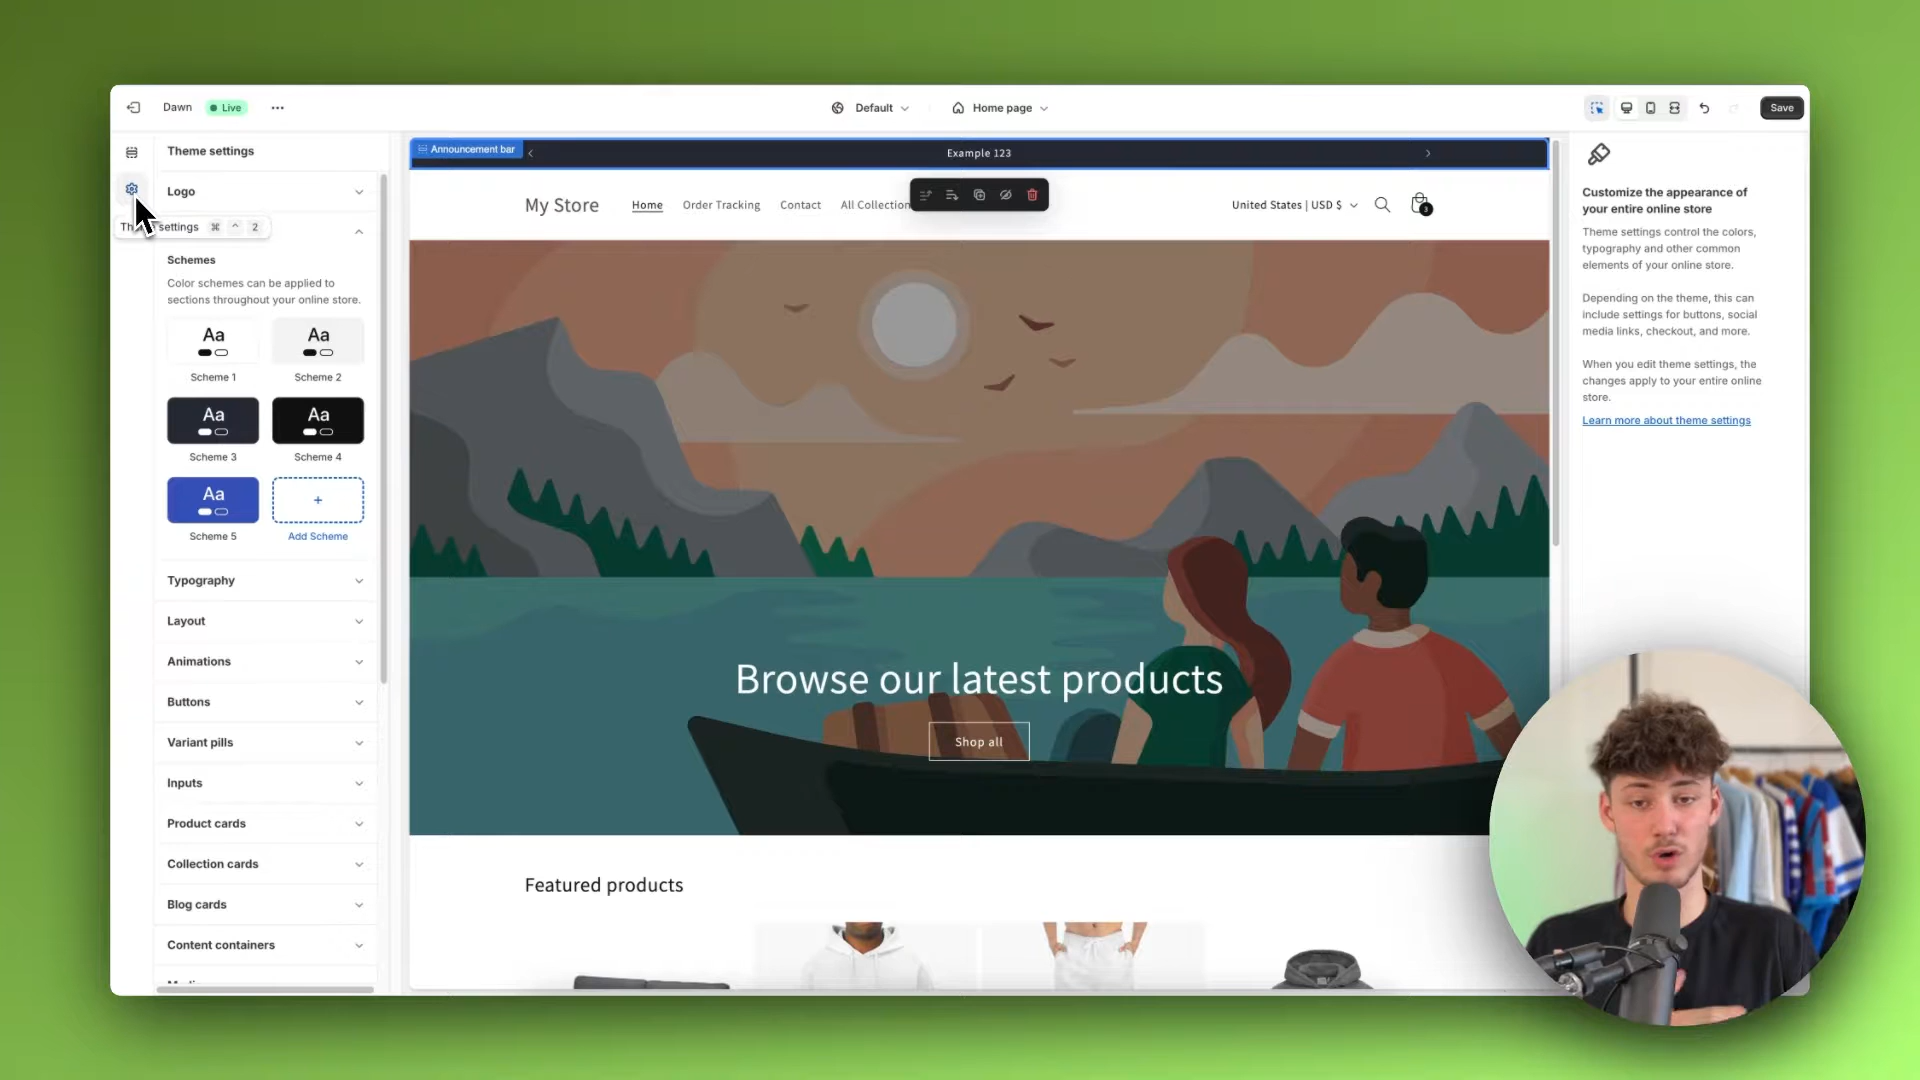 Dawn
Live
Default
Home page
Save
Theme settings
Logo
settings ⌘ ^ 2
Schemes
Color schemes can be applied to
sections throughout your online store.
Aa
Aa
Scheme 1
Scheme 2
Aa
Aa
Scheme 3
Scheme 4
Aa
+
Scheme 5
Add Scheme
Typography
Layout
Animations
Buttons
Variant pills
Inputs
Product cards
Collection cards
Blog cards
Content containers
Announcement bar
Example 123
My Store
Home
Order Tracking
Contact
All Collection
United States | USD $
3
Browse our latest products
Shop all
Featured products
Customize the appearance of
your entire online store
Theme settings control the colors,
typography and other common
elements of your online store.
Depending on the theme, this can
include settings for buttons, social
media links, checkout, and more.
When you edit theme settings, the
changes apply to your entire online
store.
Learn more about theme settings